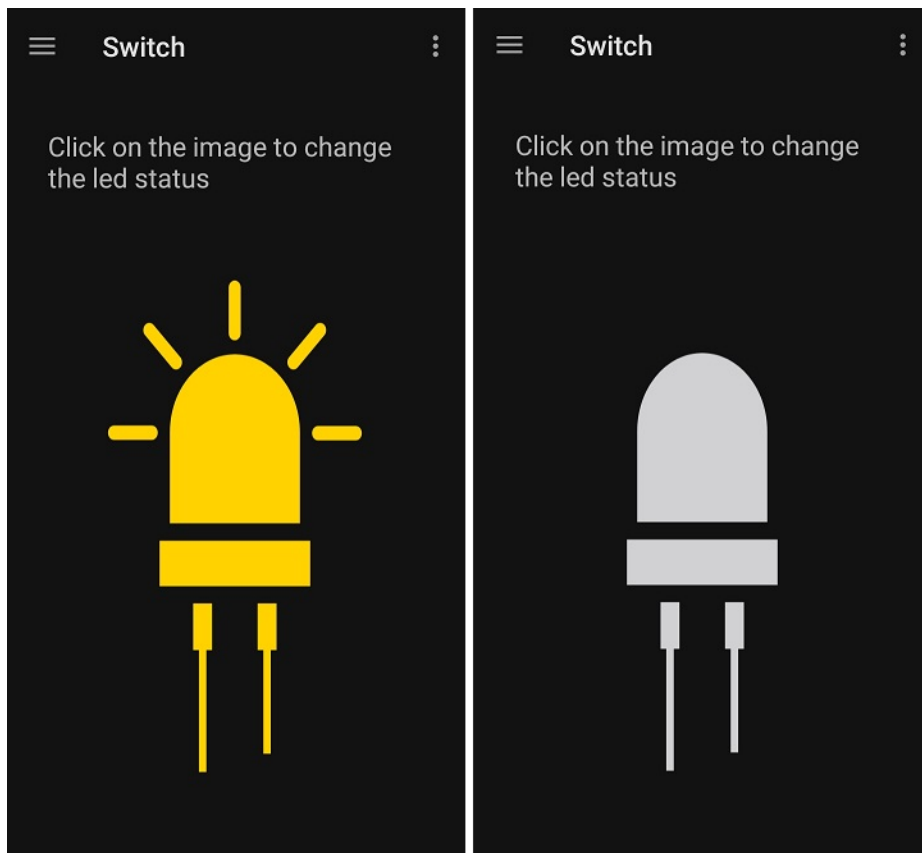 Switch
Click on the image to change
the led status
Switch
Click on the image to change
the led status